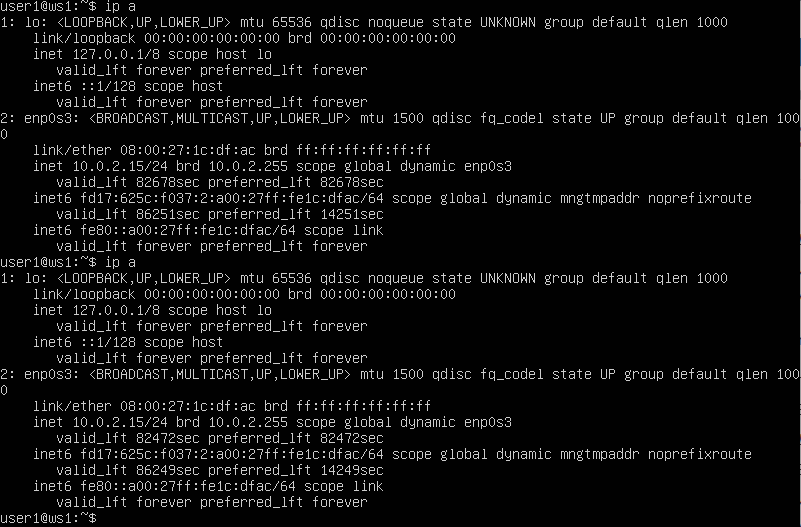 user1@ws1:~$ ip a
1: lo: <LOOPBACK,UP,LOWER_UP> mtu 65536 qdisc noqueue state UNKNOWN group default qlen 1000
    link/loopback 00:00:00:00:00:00 brd 00:00:00:00:00:00
    inet 127.0.0.1/8 scope host lo
       valid_lft forever preferred_lft forever
    inet6 ::1/128 scope host
       valid_lft forever preferred_lft forever
2: enp0s3: <BROADCAST,MULTICAST,UP,LOWER_UP> mtu 1500 qdisc fq_codel state UP group default qlen 100
0
    link/ether 08:00:27:1c:df:ac brd ff:ff:ff:ff:ff:ff
    inet 10.0.2.15/24 brd 10.0.2.255 scope global dynamic enp0s3
       valid_lft 82678sec preferred_lft 82678sec
    inet6 fd17:625c:f037:2:a00:27ff:fe1c:dfac/64 scope global dynamic mngtmpaddr noprefixroute
       valid_lft 86251sec preferred_lft 14251sec
    inet6 fe80::a00:27ff:fe1c:dfac/64 scope link
       valid_lft forever preferred_lft forever
user1@ws1:~$ ip a
1: lo: <LOOPBACK,UP,LOWER_UP> mtu 65536 qdisc noqueue state UNKNOWN group default qlen 1000
    link/loopback 00:00:00:00:00:00 brd 00:00:00:00:00:00
    inet 127.0.0.1/8 scope host lo
       valid_lft forever preferred_lft forever
    inet6 ::1/128 scope host
       valid_lft forever preferred_lft forever
2: enp0s3: <BROADCAST,MULTICAST,UP,LOWER_UP> mtu 1500 qdisc fq_codel state UP group default qlen 100
0
    link/ether 08:00:27:1c:df:ac brd ff:ff:ff:ff:ff:ff
    inet 10.0.2.15/24 brd 10.0.2.255 scope global dynamic enp0s3
       valid_lft 82472sec preferred_lft 82472sec
    inet6 fd17:625c:f037:2:a00:27ff:fe1c:dfac/64 scope global dynamic mngtmpaddr noprefixroute
       valid_lft 86249sec preferred_lft 14249sec
    inet6 fe80::a00:27ff:fe1c:dfac/64 scope link
       valid_lft forever preferred_lft forever
user1@ws1:~$